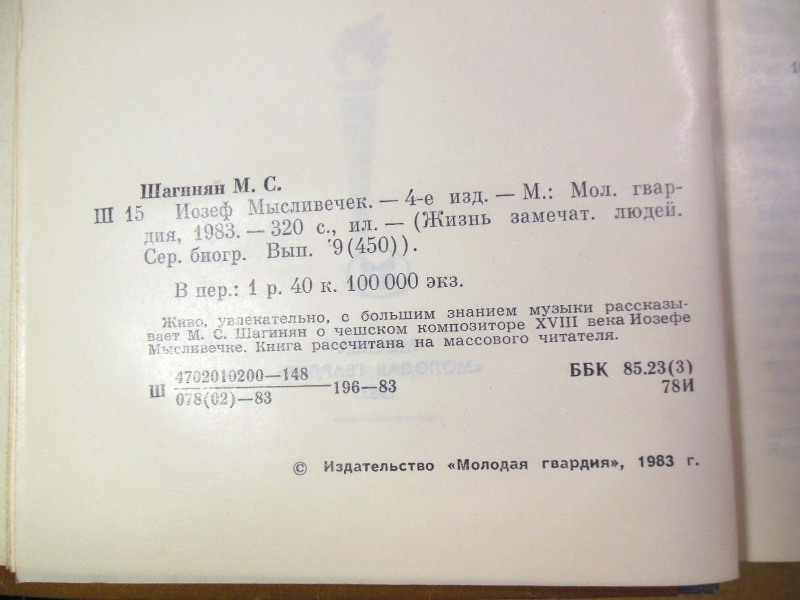 Шагинян М. С.
Ш 15 Иозеф Мысливечек. — 4-е изд. — М.: Мол. гвар-
дия, 1983. — 320 с., ил. — (Жизнь замечат. людей.
Сер. биогр. Вып. 9(450)).
В пер.: 1 р. 40 к. 100 000 экз.
Живо, увлекательно, с большим знанием музыки рассказы-
вает М. С. Шагинян о чешском композиторе XVIII века Иозефе
Мысливечке. Книга рассчитана на массового читателя.
4702010200—148
Ш 196—83
078(02)—83
ББК 85.23(3)
78И
© Издательство «Молодая гвардия», 1983 г.